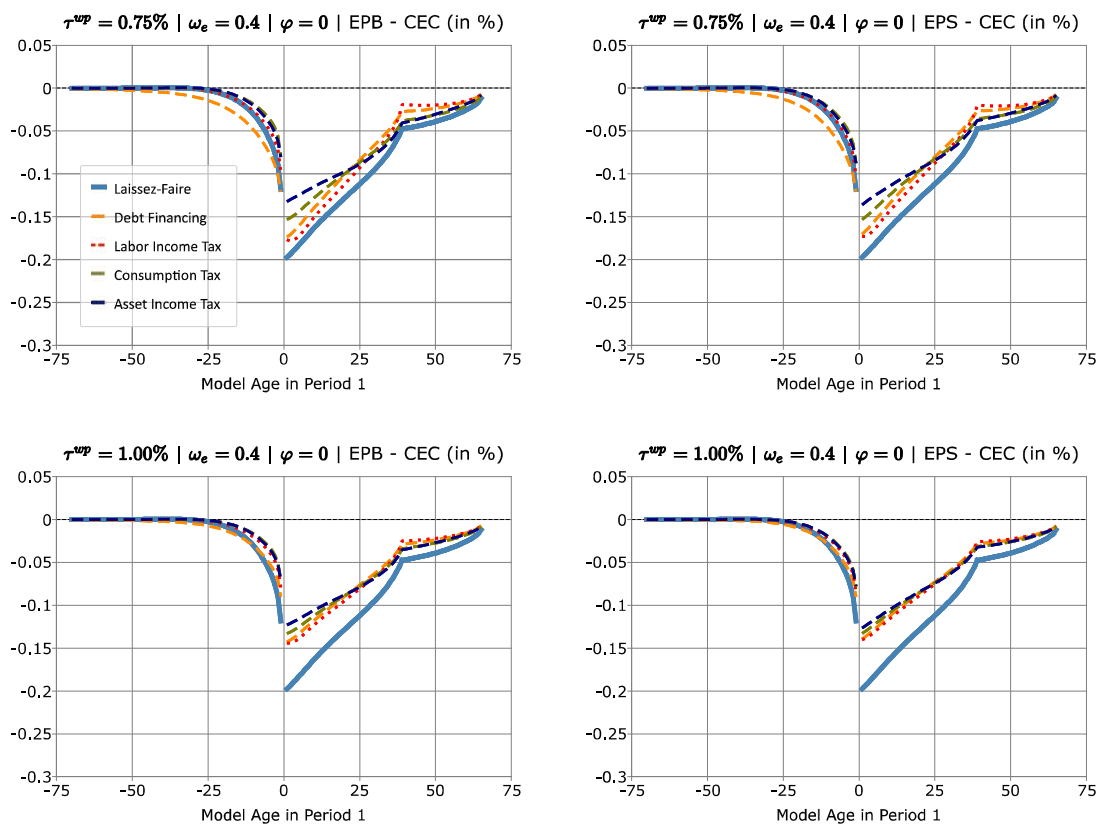 τ^{wp} = 0.75% | ω_e = 0.4 | φ = 0 | EPB - CEC (in %)
0.05
0
-0.05
-0.1
-0.15
-0.2
-0.25
-0.3
Laissez-Faire
Debt Financing
Labor Income Tax
Consumption Tax
Asset Income Tax
-75 -50 -25 0 25 50 75
Model Age in Period 1
τ^{wp} = 0.75% | ω_e = 0.4 | φ = 0 | EPS - CEC (in %)
0.05
0
-0.05
-0.1
-0.15
-0.2
-0.25
-0.3
-75 -50 -25 0 25 50 75
Model Age in Period 1
τ^{wp} = 1.00% | ω_e = 0.4 | φ = 0 | EPB - CEC (in %)
0.05
0
-0.05
-0.1
-0.15
-0.2
-0.25
-0.3
-75 -50 -25 0 25 50 75
Model Age in Period 1
τ^{wp} = 1.00% | ω_e = 0.4 | φ = 0 | EPS - CEC (in %)
0.05
0
-0.05
-0.1
-0.15
-0.2
-0.25
-0.3
-75 -50 -25 0 25 50 75
Model Age in Period 1